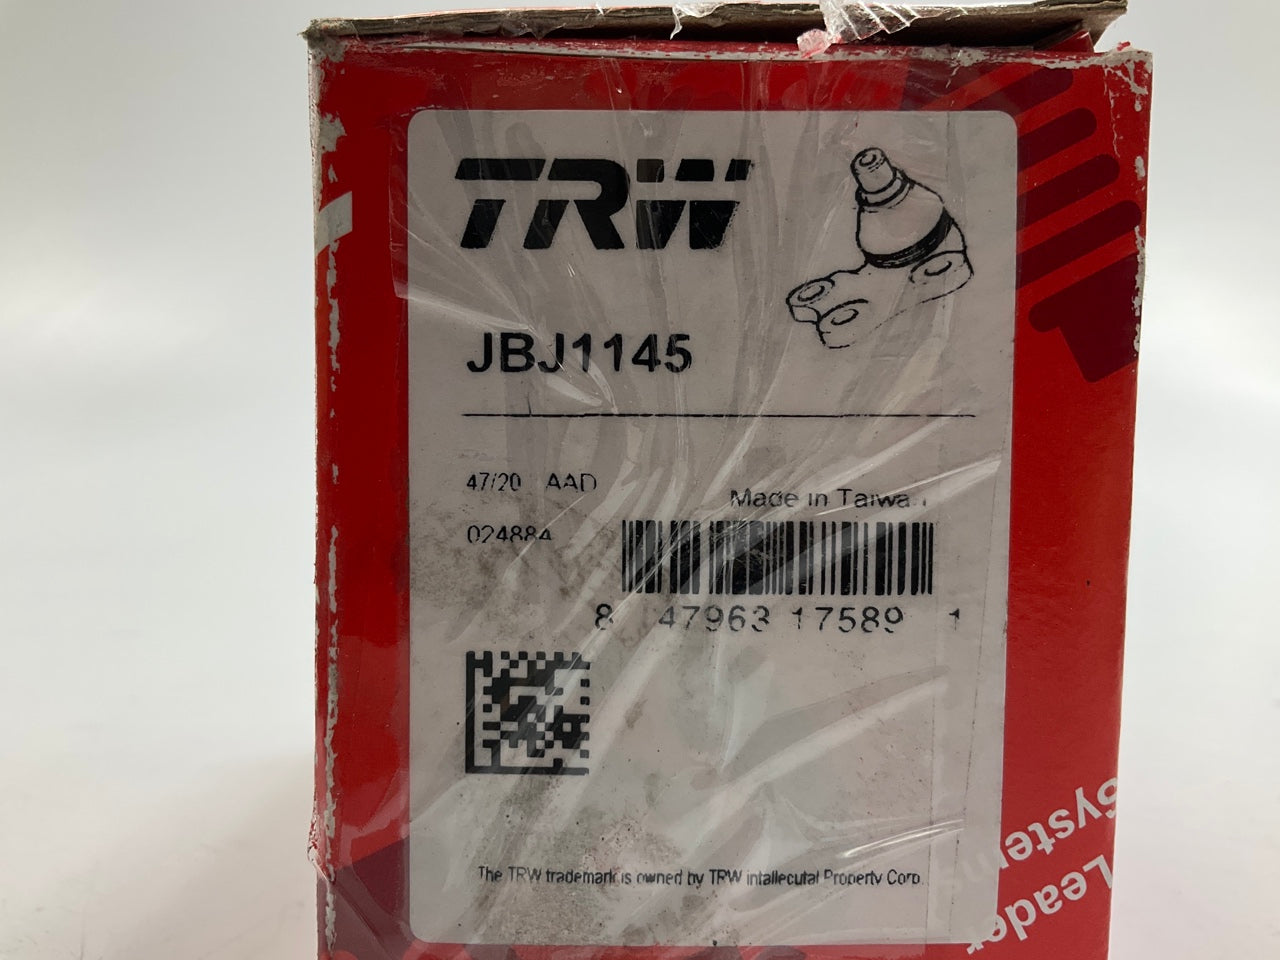 TRW
JBJ1145
47/20 AAD
Made in Taiwan
024884
8 47963 17589 1
The TRW trademark is owned by TRW intallecutal Property Corp.
Systems
Leader